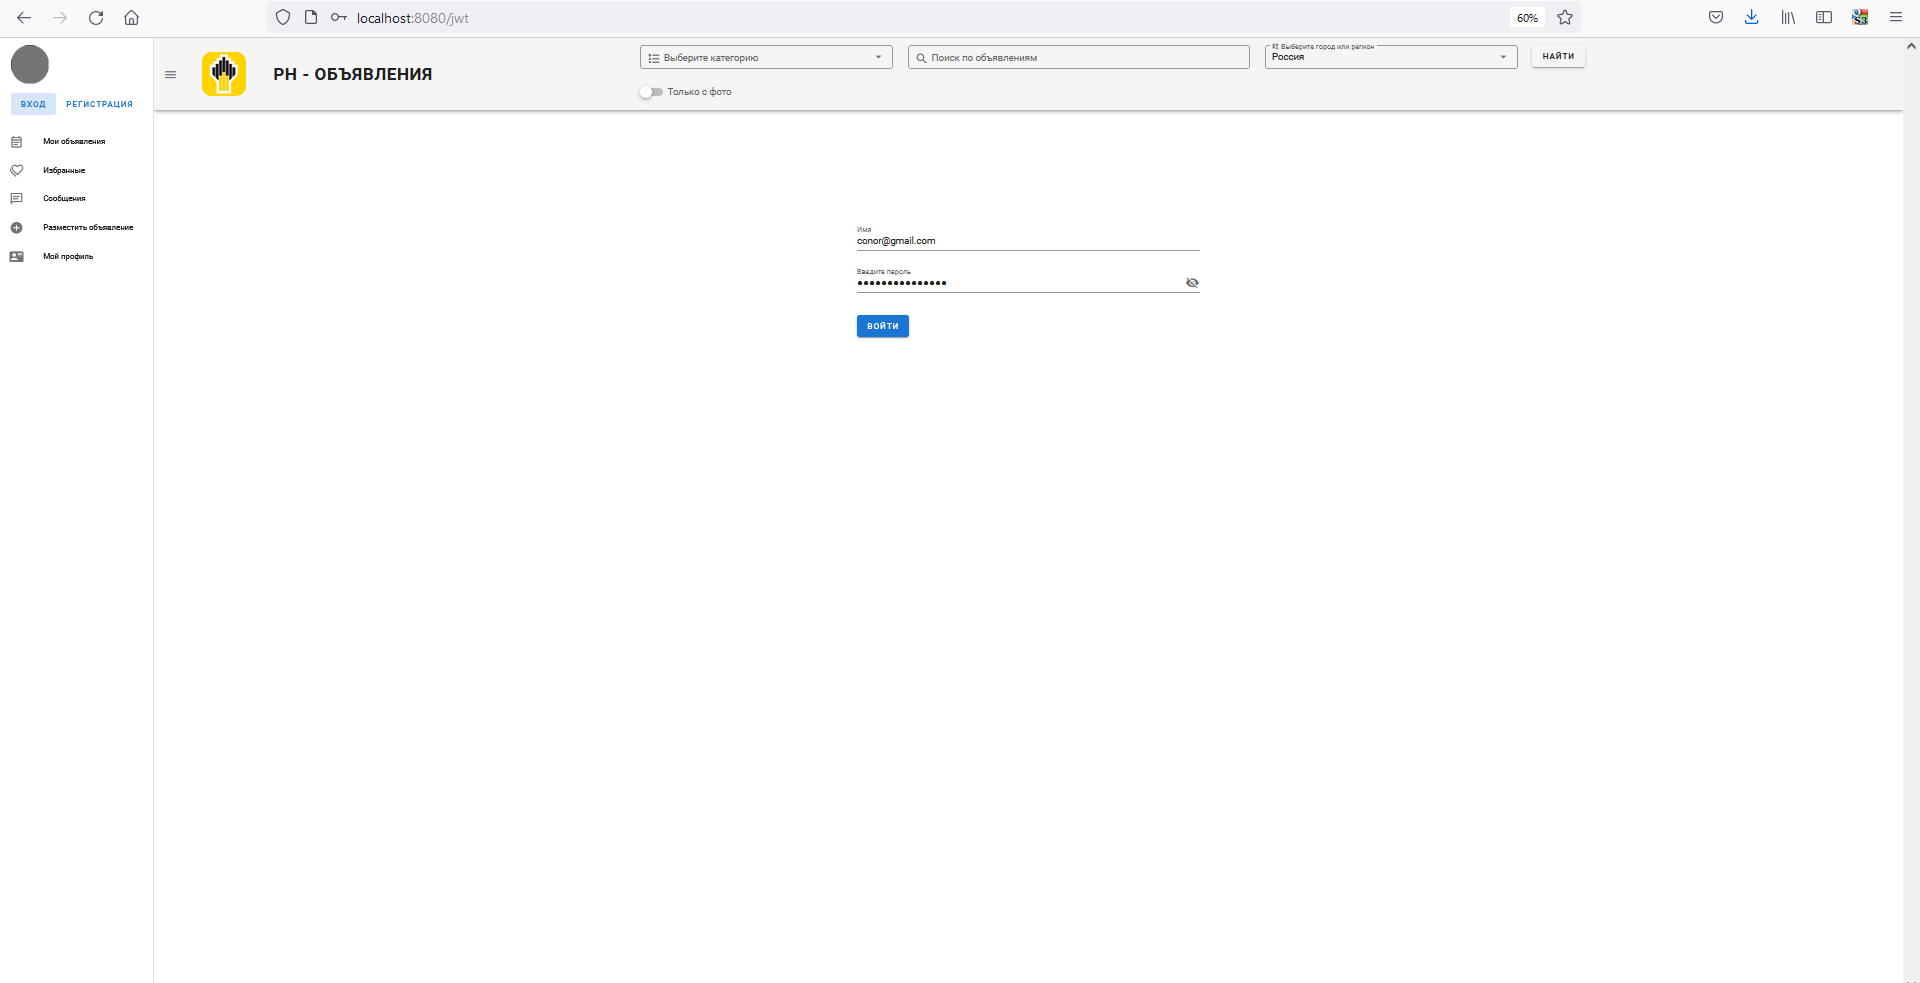 localhost:8080/jwt
60%
ВХОД
РЕГИСТРАЦИЯ
Мои объявления
Избранные
Сообщения
Разместить объявление
Мой профиль
РН - ОБЪЯВЛЕНИЯ
Выберите категорию
Поиск по объявлениям
Выберите город или регион
Россия
НАЙТИ
Только с фото
Имя
conor@gmail.com
Введите пароль
●●●●●●●●●●●●●●●
ВОЙТИ